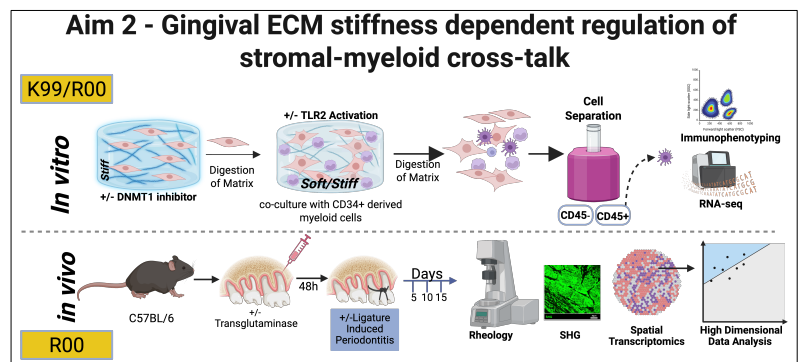 Aim 2 - Gingival ECM stiffness dependent regulation of
stromal-myeloid cross-talk
K99/R00
In vitro
Stiff
+/- DNMT1 inhibitor
Digestion
of Matrix
+/- TLR2 Activation
Soft/Stiff
co-culture with CD34+ derived
myeloid cells
Digestion
of Matrix
Cell
Separation
CD45-
CD45+
Immunophenotyping
RNA-seq
in vivo
R00
C57BL/6
+/-
Transglutaminase
48h
+/-Ligature
Induced
Periodontitis
Days
5 10 15
Rheology
SHG
Spatial
Transcriptomics
High Dimensional
Data Analysis